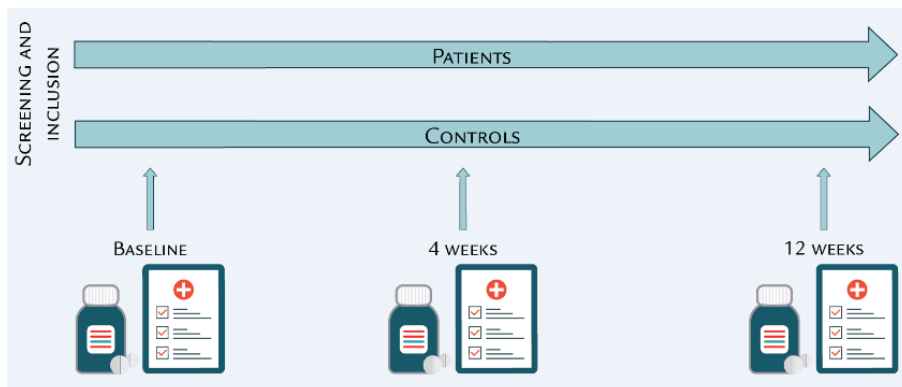 SCREENING AND
INCLUSION
PATIENTS
CONTROLS
BASELINE
4 WEEKS
12 WEEKS